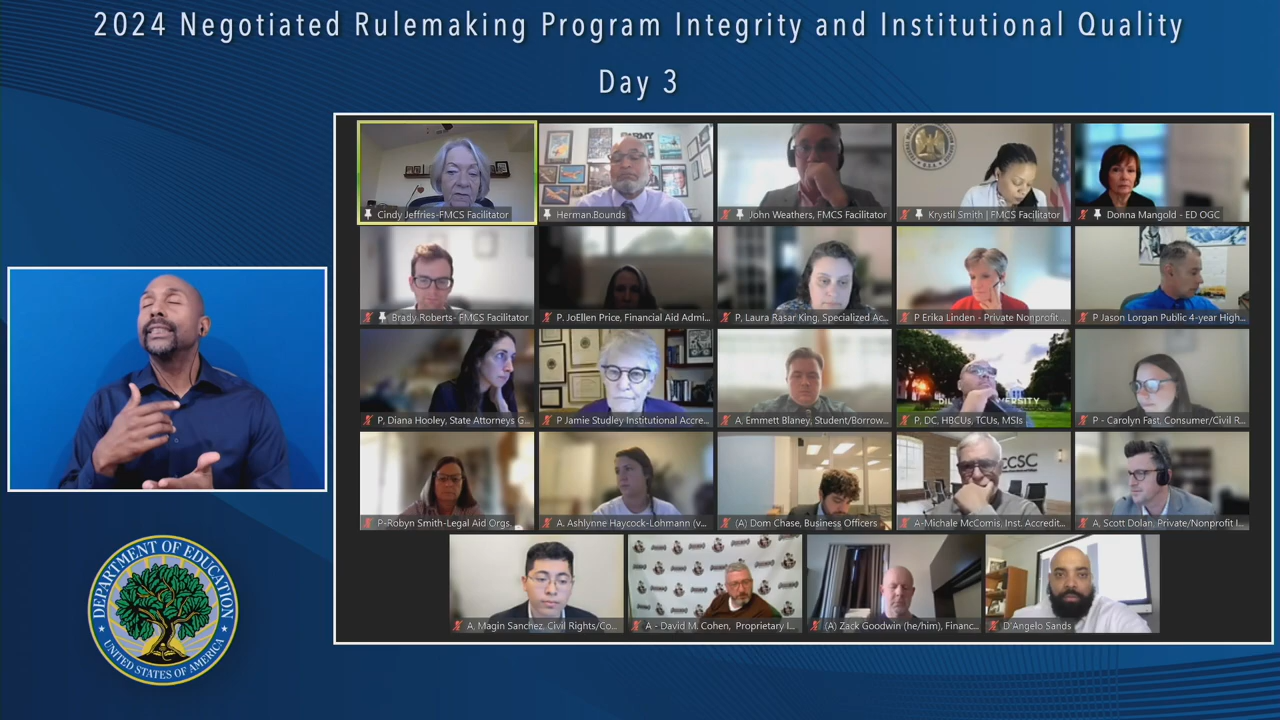 2024 Negotiated Rulemaking Program Integrity and Institutional Quality
Day 3
Cindy Jeffries-FMCS Facilitator
Herman.Bounds
John Weathers, FMCS Facilitator
Krystil Smith | FMCS Facilitator
Donna Mangold - ED OGC
Brady Roberts- FMCS Facilitator
P. JoEllen Price, Financial Aid Admi...
P, Laura Rasar King, Specialized Ac...
P Erika Linden - Private Nonprofit ...
P Jason Lorgan Public 4-year High...
P, Diana Hooley, State Attorneys G...
P Jamie Studley Institutional Accre...
A. Emmett Blaney, Student/Borrow...
P, DC, HBCUs, TCUs, MSIs
P - Carolyn Fast, Consumer/Civil R...
P-Robyn Smith-Legal Aid Orgs.
A. Ashlynne Haycock-Lohmann (v...
(A) Dom Chase, Business Officers
CCSC
A-Michale McComis, Inst. Accredit...
A, Scott Dolan, Private/Nonprofit I...
A. Magin Sanchez, Civil Rights/Co...
A - David M. Cohen, Proprietary I...
(A) Zack Goodwin (he/him), Financ...
D'Angelo Sands
DEPARTMENT OF EDUCATION
UNITED STATES OF AMERICA